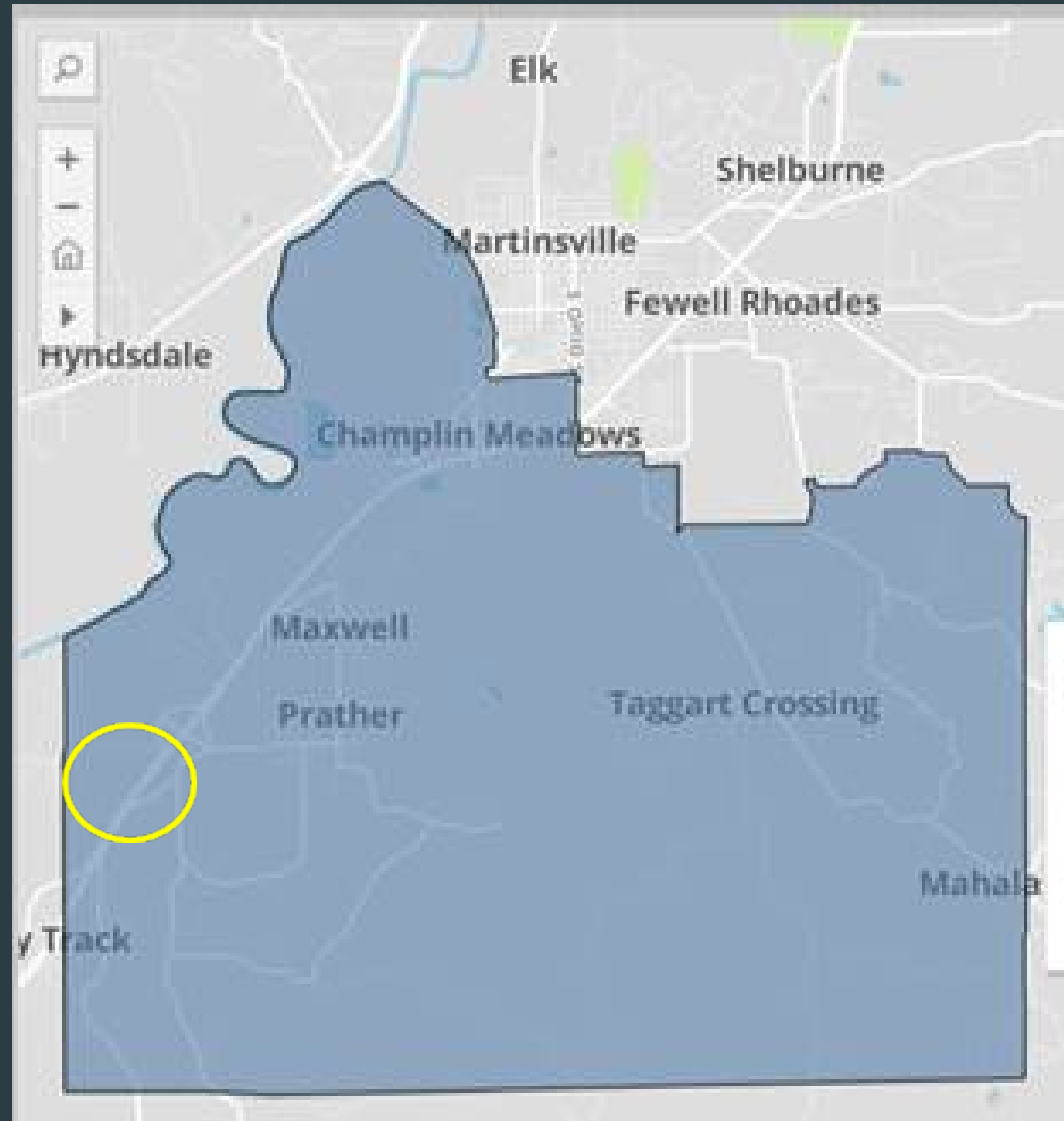 Elk
Shelburne
Martinsville
Fewell Rhoades
Hyndsdale
Champlin Meadows
Maxwell
Prather
Taggart Crossing
Mahala
y Track